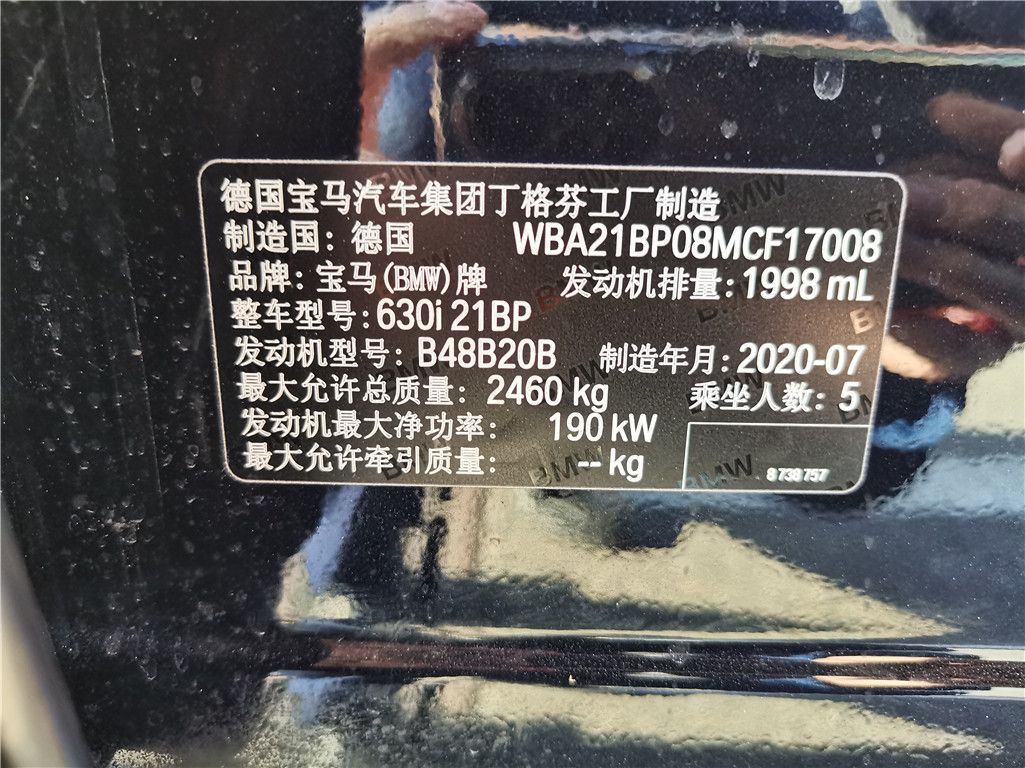 德国宝马汽车集团丁格芬工厂制造
制造国：德国 WBA21BP08MCF17008
品牌：宝马(BMW)牌 发动机排量：1998 mL
整车型号：630i 21BP
发动机型号：B48B20B 制造年月：2020-07
最大允许总质量：2460 kg 乘坐人数：5
发动机最大净功率：190 kW
最大允许牵引质量：-- kg
8738757